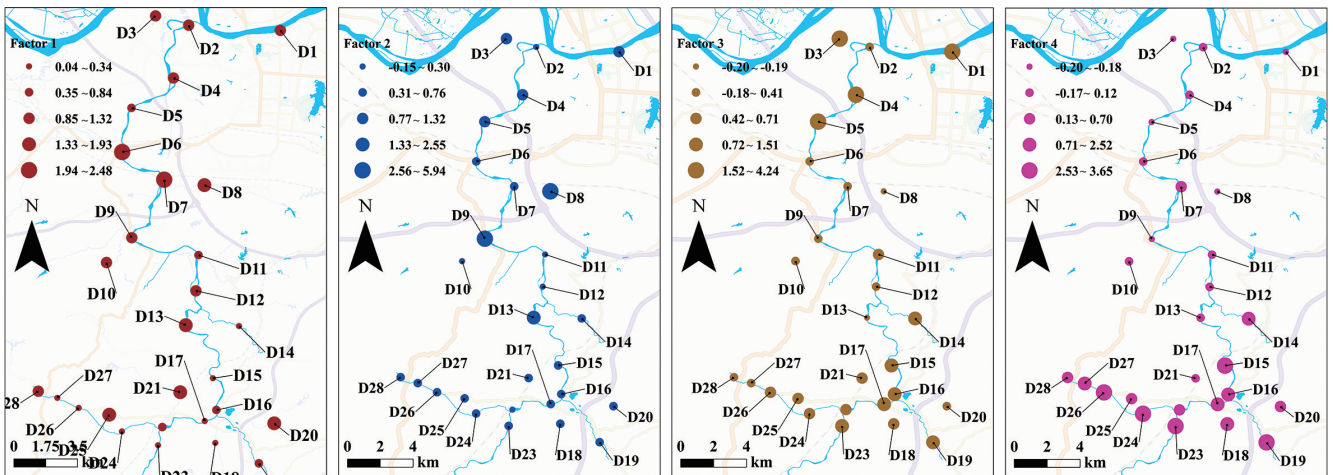 Factor 1
0.04 ~ 0.34
0.35 ~ 0.84
0.85 ~ 1.32
1.33 ~ 1.93
1.94 ~ 2.48
N
D3
D2
D1
D4
D5
D6
D7
D8
D9
D11
D10
D12
D13
D14
D17
D27
D21
D15
28
D16
D26
D20
D25
D24
0 1.75 3.5
km
Factor 2
-0.15 ~ 0.30
0.31 ~ 0.76
0.77 ~ 1.32
1.33 ~ 2.55
2.56 ~ 5.94
N
D3
D2
D1
D4
D5
D6
D7
D8
D9
D11
D10
D12
D13
D14
D17
D15
D28
D27
D21
D16
D26
D20
D25
D24
D23
D18
D19
0 2 4
km
Factor 3
-0.20 ~ -0.19
-0.18 ~ 0.41
0.42 ~ 0.71
0.72 ~ 1.51
1.52 ~ 4.24
N
D3
D2
D1
D4
D5
D6
D7
D8
D9
D11
D10
D12
D13
D14
D17
D15
D28
D27
D21
D16
D26
D20
D25
D24
D23
D18
D19
0 2 4
km
Factor 4
-0.20 ~ -0.18
-0.17 ~ 0.12
0.13 ~ 0.70
0.71 ~ 2.52
2.53 ~ 3.65
N
D3
D2
D1
D4
D5
D6
D7
D8
D9
D11
D10
D12
D13
D14
D17
D15
D28
D27
D21
D16
D26
D20
D25
D24
D23
D18
D19
0 2 4
km